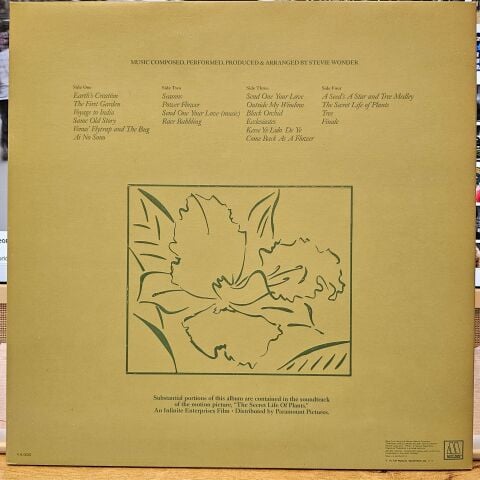 MUSIC COMPOSED, PERFORMED, PRODUCED & ARRANGED BY STEVIE WONDER
Side One
Earth's Creation
The First Garden
Voyage to India
Same Old Story
Venus' Flytrap and The Bug
Ai No Sono
Side Two
Seasons
Power Flower
Send One Your Love (music)
Race Babbling
Side Three
Send One Your Love
Outside My Window
Black Orchid
Ecclesiastes
Kesse Ye Lolo De Ye
Come Back As A Flower
Side Four
A Seed's A Star and Tree Medley
The Secret Life of Plants
Tree
Finale
Substantial portions of this album are contained in the soundtrack
of the motion picture, "The Secret Life Of Plants."
An Infinite Enterprises Film · Distributed by Paramount Pictures.